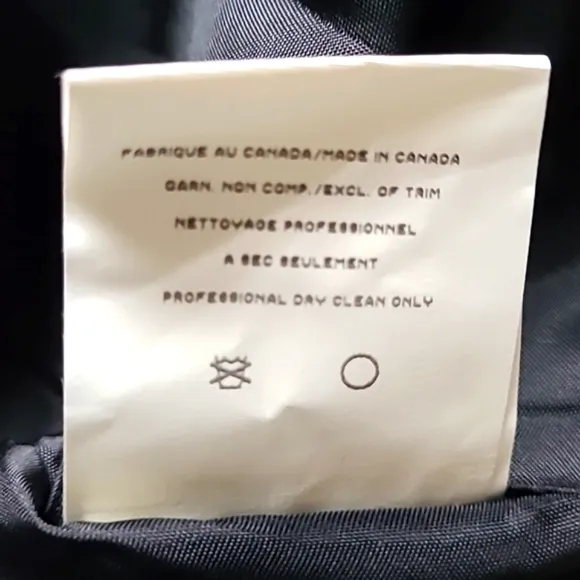 FABRIQUE AU CANADA/MADE IN CANADA
GARN. NON COMP./EXCL. OF TRIM
NETTOYAGE PROFESSIONNEL
A SEC SEULEMENT
PROFESSIONAL DRY CLEAN ONLY